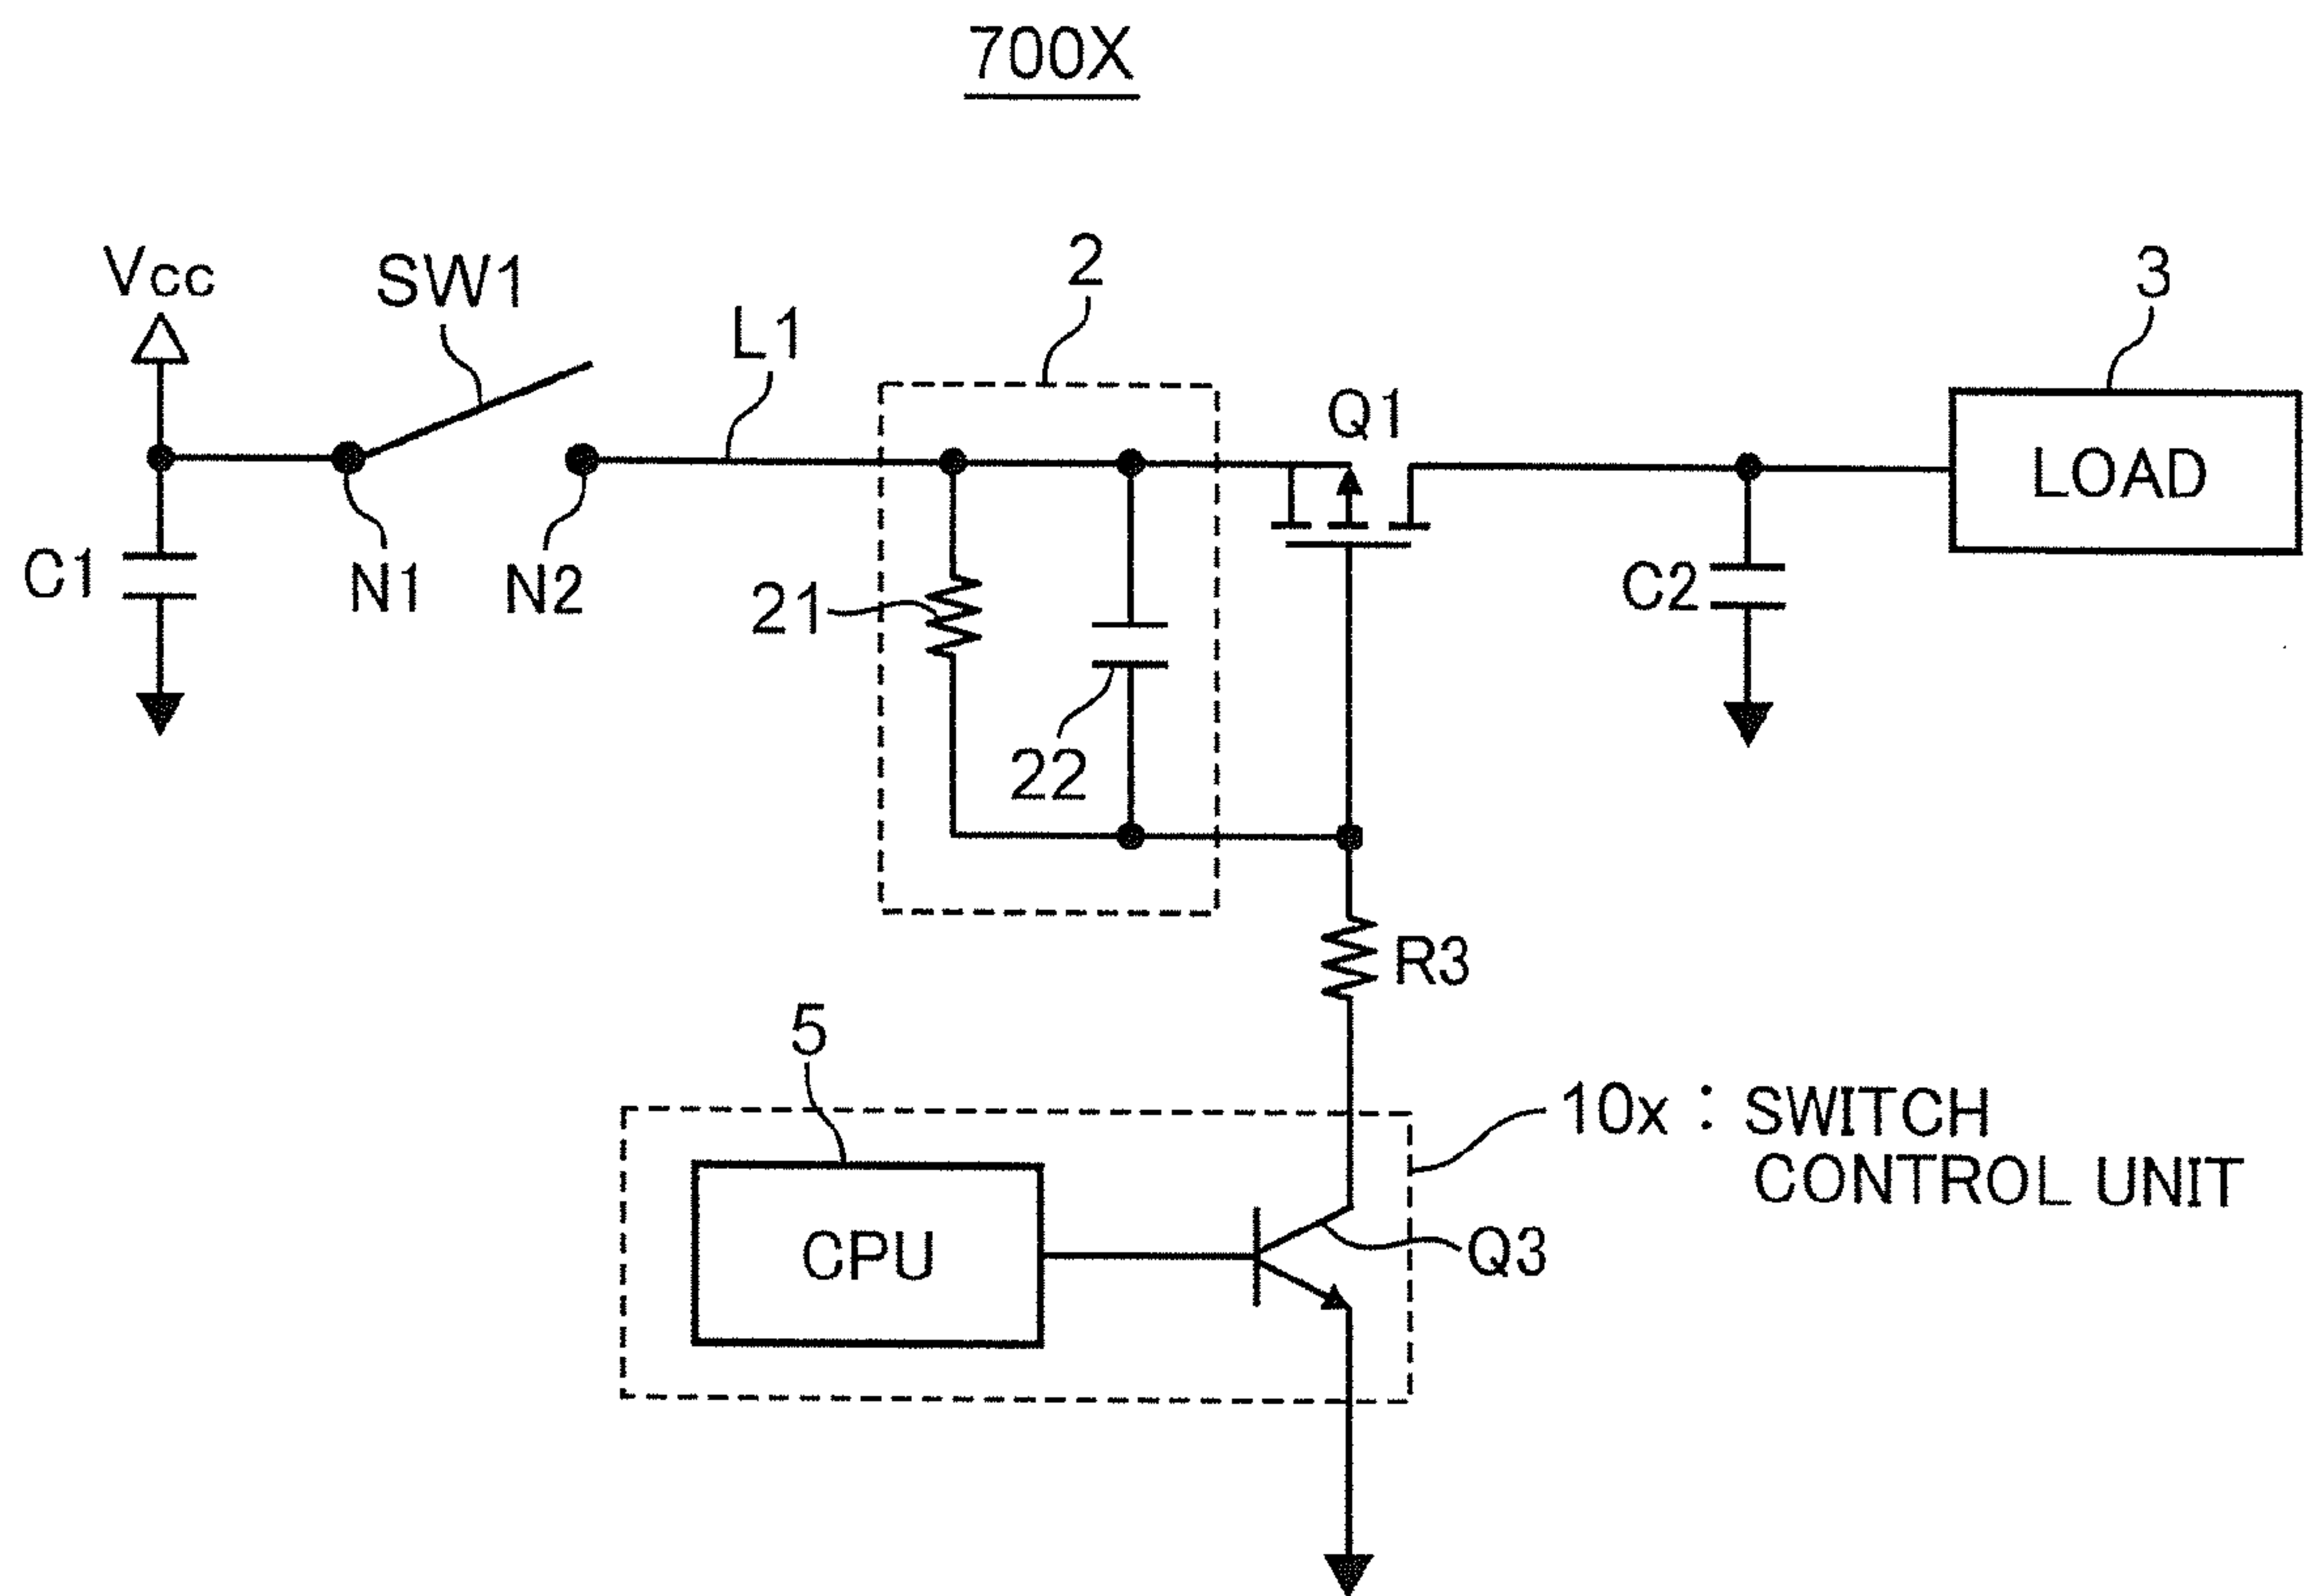 700X
Vcc
SW1
L1
2
Q1
3
LOAD
C1
N1
N2
21
22
C2
R3
5
CPU
10x : SWITCH
CONTROL UNIT
Q3